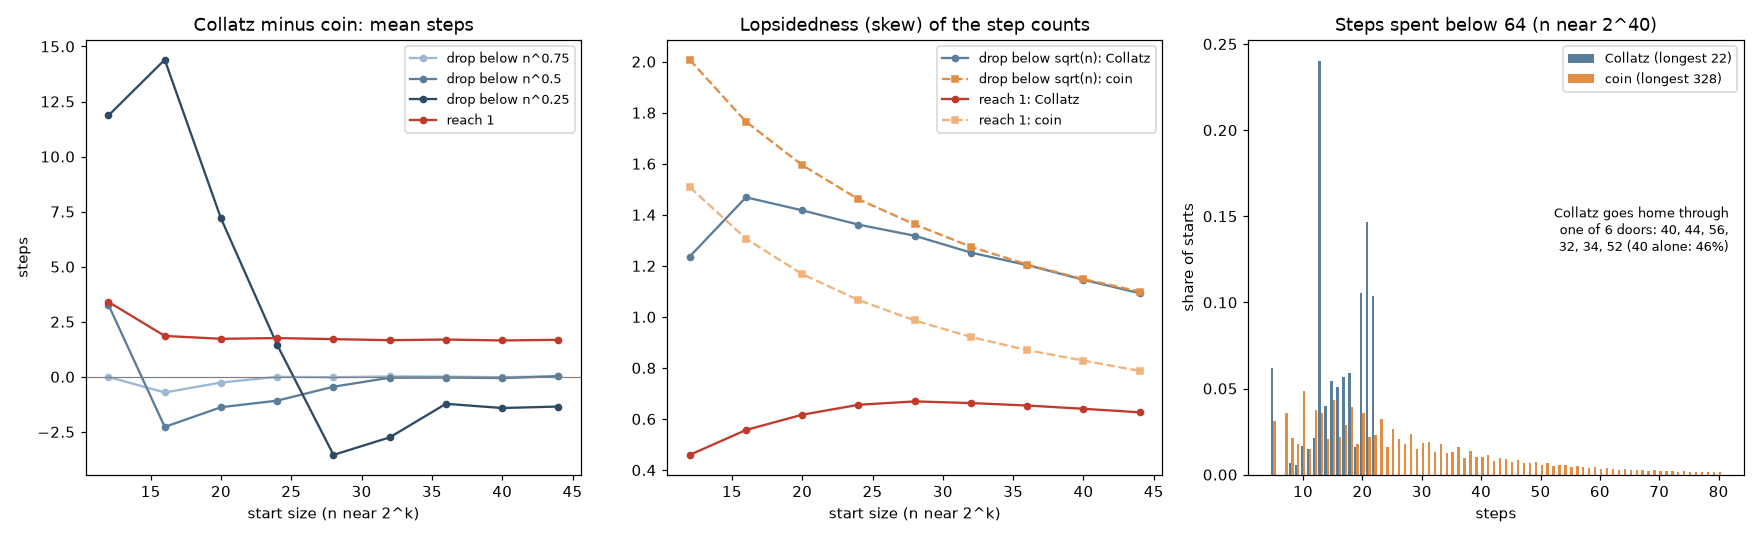 Collatz minus coin: mean steps
15.0
12.5
10.0
7.5
5.0
2.5
0.0
−2.5
steps
15
20
25
30
35
40
45
start size (n near 2^k)
drop below n^0.75
drop below n^0.5
drop below n^0.25
reach 1
Lopsidedness (skew) of the step counts
2.0
1.8
1.6
1.4
1.2
1.0
0.8
0.6
0.4
15
20
25
30
35
40
45
start size (n near 2^k)
drop below sqrt(n): Collatz
drop below sqrt(n): coin
reach 1: Collatz
reach 1: coin
Steps spent below 64 (n near 2^40)
0.25
0.20
0.15
0.10
0.05
0.00
share of starts
10
20
30
40
50
60
70
80
steps
Collatz (longest 22)
coin (longest 328)
Collatz goes home through
one of 6 doors: 40, 44, 56,
32, 34, 52 (40 alone: 46%)